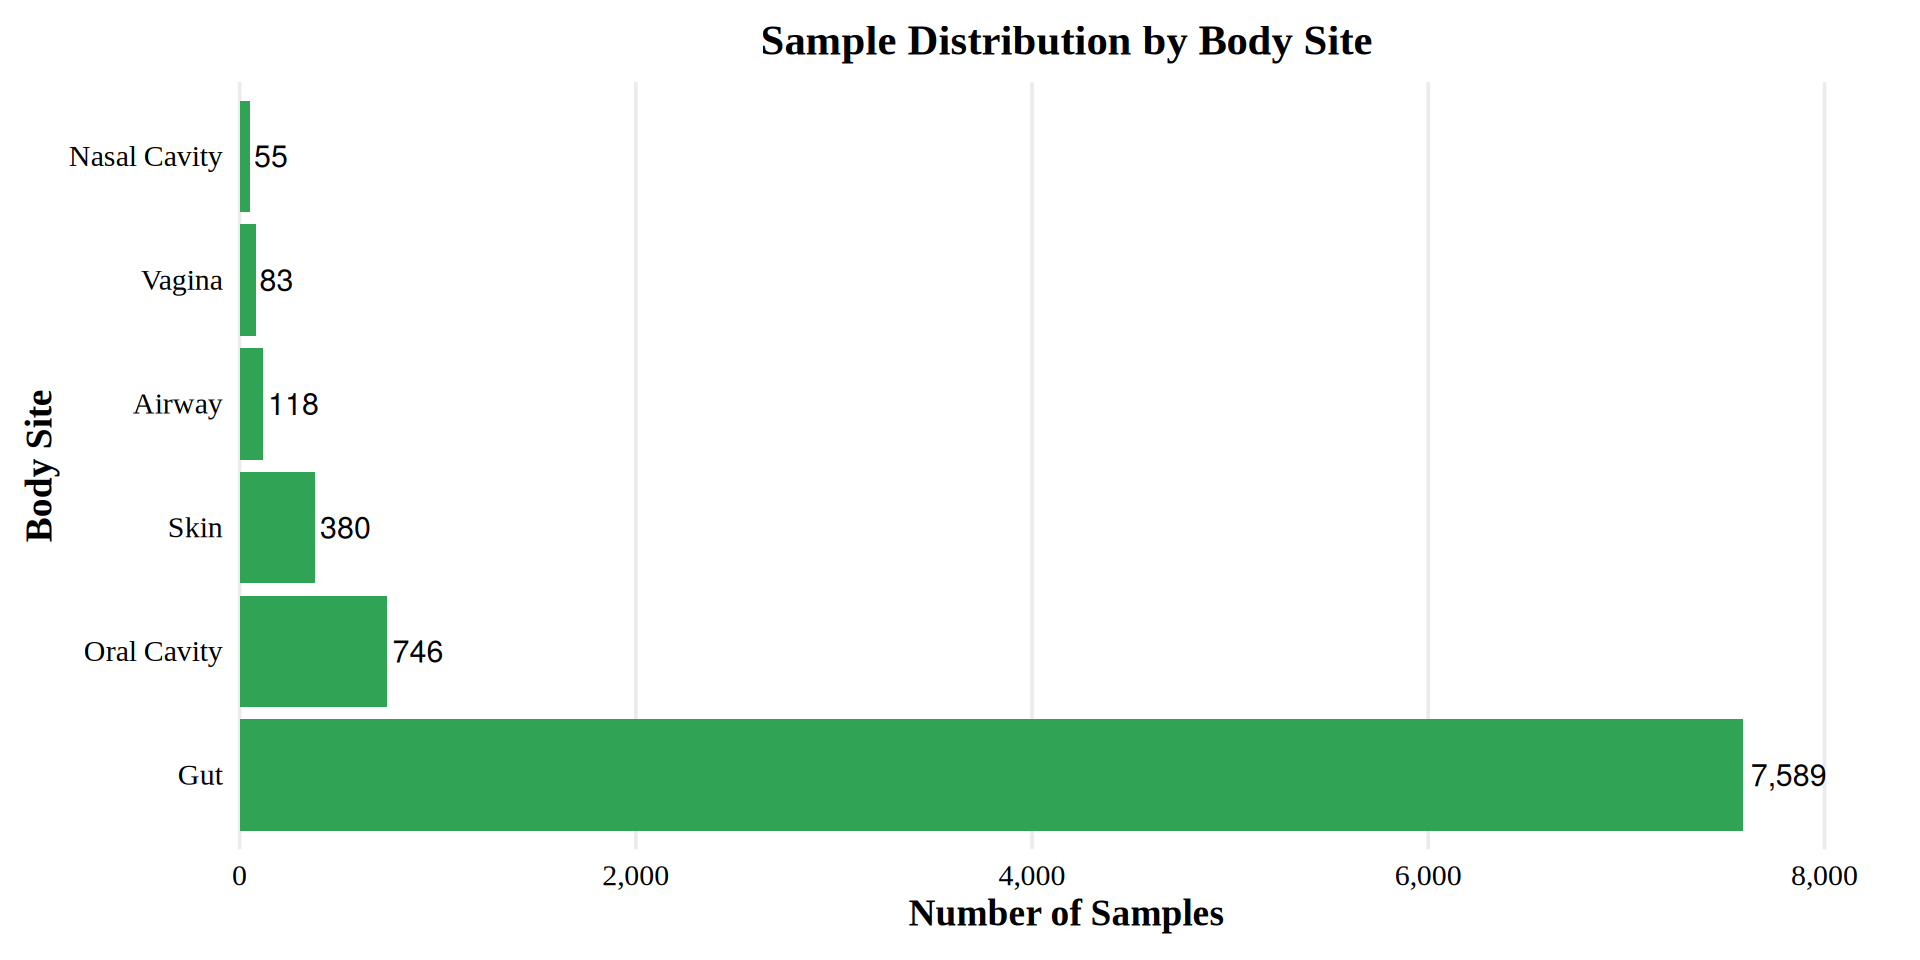 Sample Distribution by Body Site
Nasal Cavity 55
Vagina 83
Airway 118
Skin 380
Oral Cavity 746
Gut 7,589
Body Site
0 2,000 4,000 6,000 8,000
Number of Samples